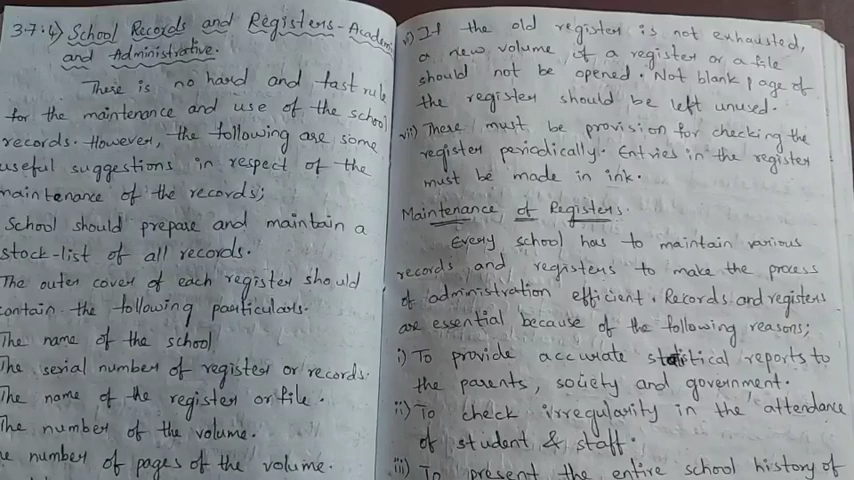 3.7.4) School Records and Registers - Academ
and Administrative.
There is no hard and fast rule
for the maintenance and use of the school
records. However, the following are some
useful suggestions in respect of the
maintenance of the records;
School should prepare and maintain a
stock-list of all records.
The outer cover of each register should
contain the following particulars.
The name of the school
The serial number of register or records.
The name of the register or file.
The number of the volume.
number of pages of the volume.
vi) If the old register is not exhausted,
a new volume of a register or a file
should not be opened. Not blank page of
the register should be left unused.
vii) There must be provision for checking the
register periodically. Entries in the register
must be made in ink.
Maintenance of Registers.
Every school has to maintain various
records and registers to make the process
of administration efficient. Records and registers
are essential because of the following reasons;
i) To provide accurate statistical reports to
the parents, society and government.
ii) To check irregularity in the attendance
of student & staff.
iii) To present the entire school history of